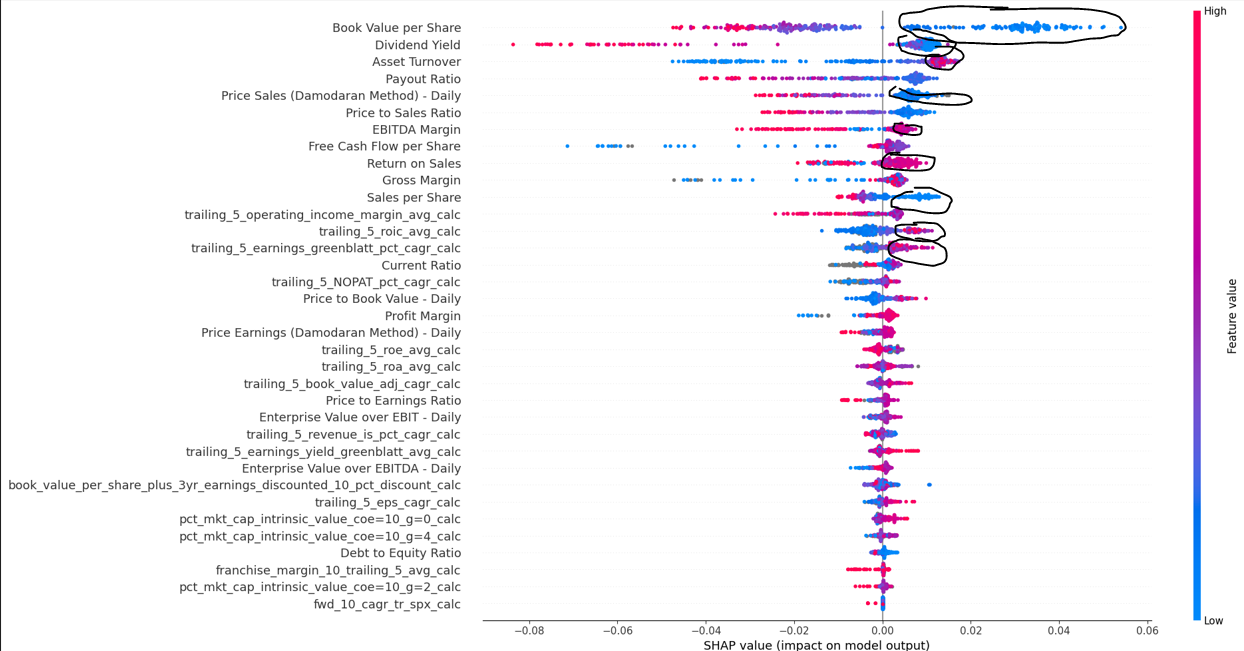 High
Book Value per Share
Dividend Yield
Asset Turnover
Payout Ratio
Price Sales (Damodaran Method) - Daily
Price to Sales Ratio
EBITDA Margin
Free Cash Flow per Share
Return on Sales
Gross Margin
Sales per Share
trailing_5_operating_income_margin_avg_calc
trailing_5_roic_avg_calc
trailing_5_earnings_greenblatt_pct_cagr_calc
Current Ratio
trailing_5_NOPAT_pct_cagr_calc
Price to Book Value - Daily
Profit Margin
Price Earnings (Damodaran Method) - Daily
trailing_5_roe_avg_calc
trailing_5_roa_avg_calc
trailing_5_book_value_adj_cagr_calc
Price to Earnings Ratio
Enterprise Value over EBIT - Daily
trailing_5_revenue_is_pct_cagr_calc
trailing_5_earnings_yield_greenblatt_avg_calc
Enterprise Value over EBITDA - Daily
book_value_per_share_plus_3yr_earnings_discounted_10_pct_discount_calc
trailing_5_eps_cagr_calc
pct_mkt_cap_intrinsic_value_coe=10_g=0_calc
pct_mkt_cap_intrinsic_value_coe=10_g=4_calc
Debt to Equity Ratio
franchise_margin_10_trailing_5_avg_calc
pct_mkt_cap_intrinsic_value_coe=10_g=2_calc
fwd_10_cagr_tr_spx_calc
Feature value
Low
−0.08 −0.06 −0.04 −0.02 0.00 0.02 0.04 0.06
SHAP value (impact on model output)